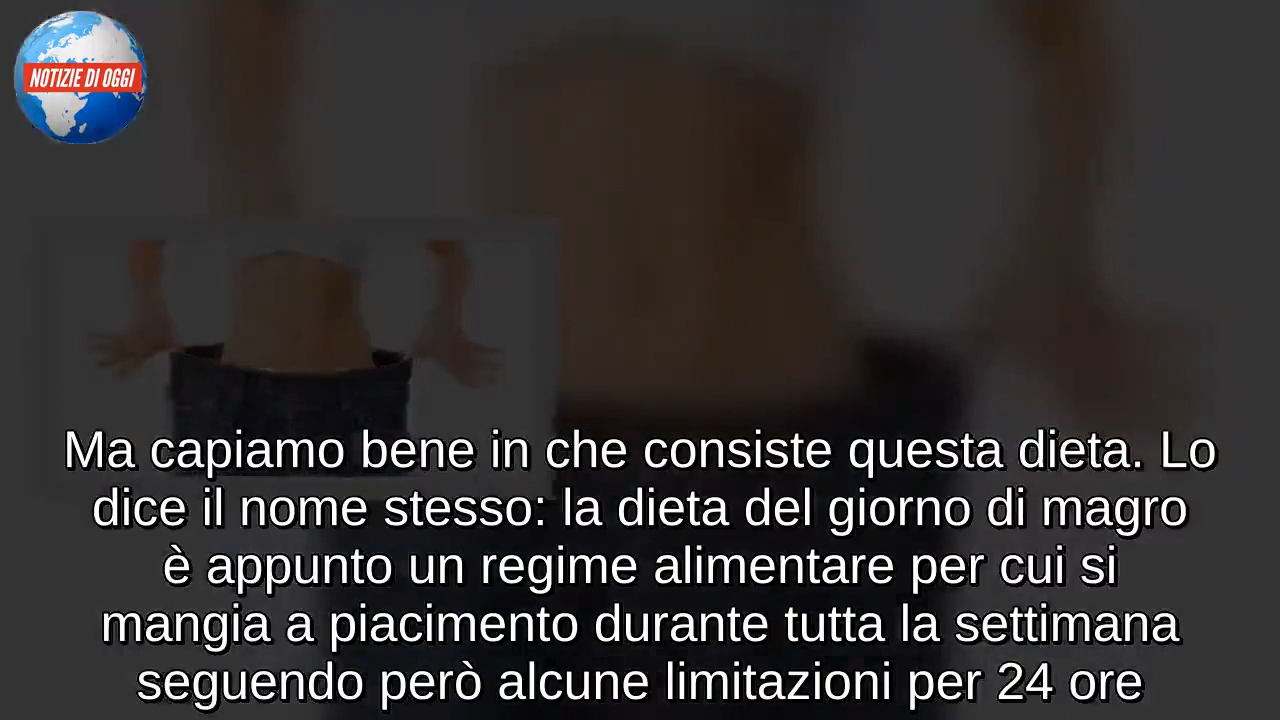 NOTIZIE DI OGGI
Ma capiamo bene in che consiste questa dieta. Lo
dice il nome stesso: la dieta del giorno di magro
è appunto un regime alimentare per cui si
mangia a piacimento durante tutta la settimana
seguendo però alcune limitazioni per 24 ore